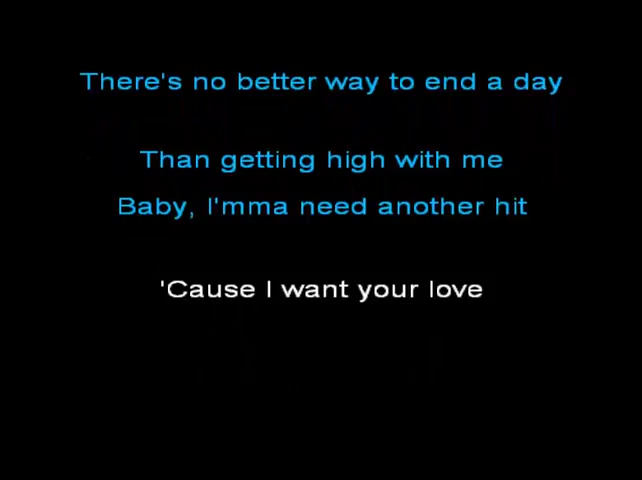 There's no better way to end a day
Than getting high with me
Baby, I'mma need another hit
'Cause I want your love